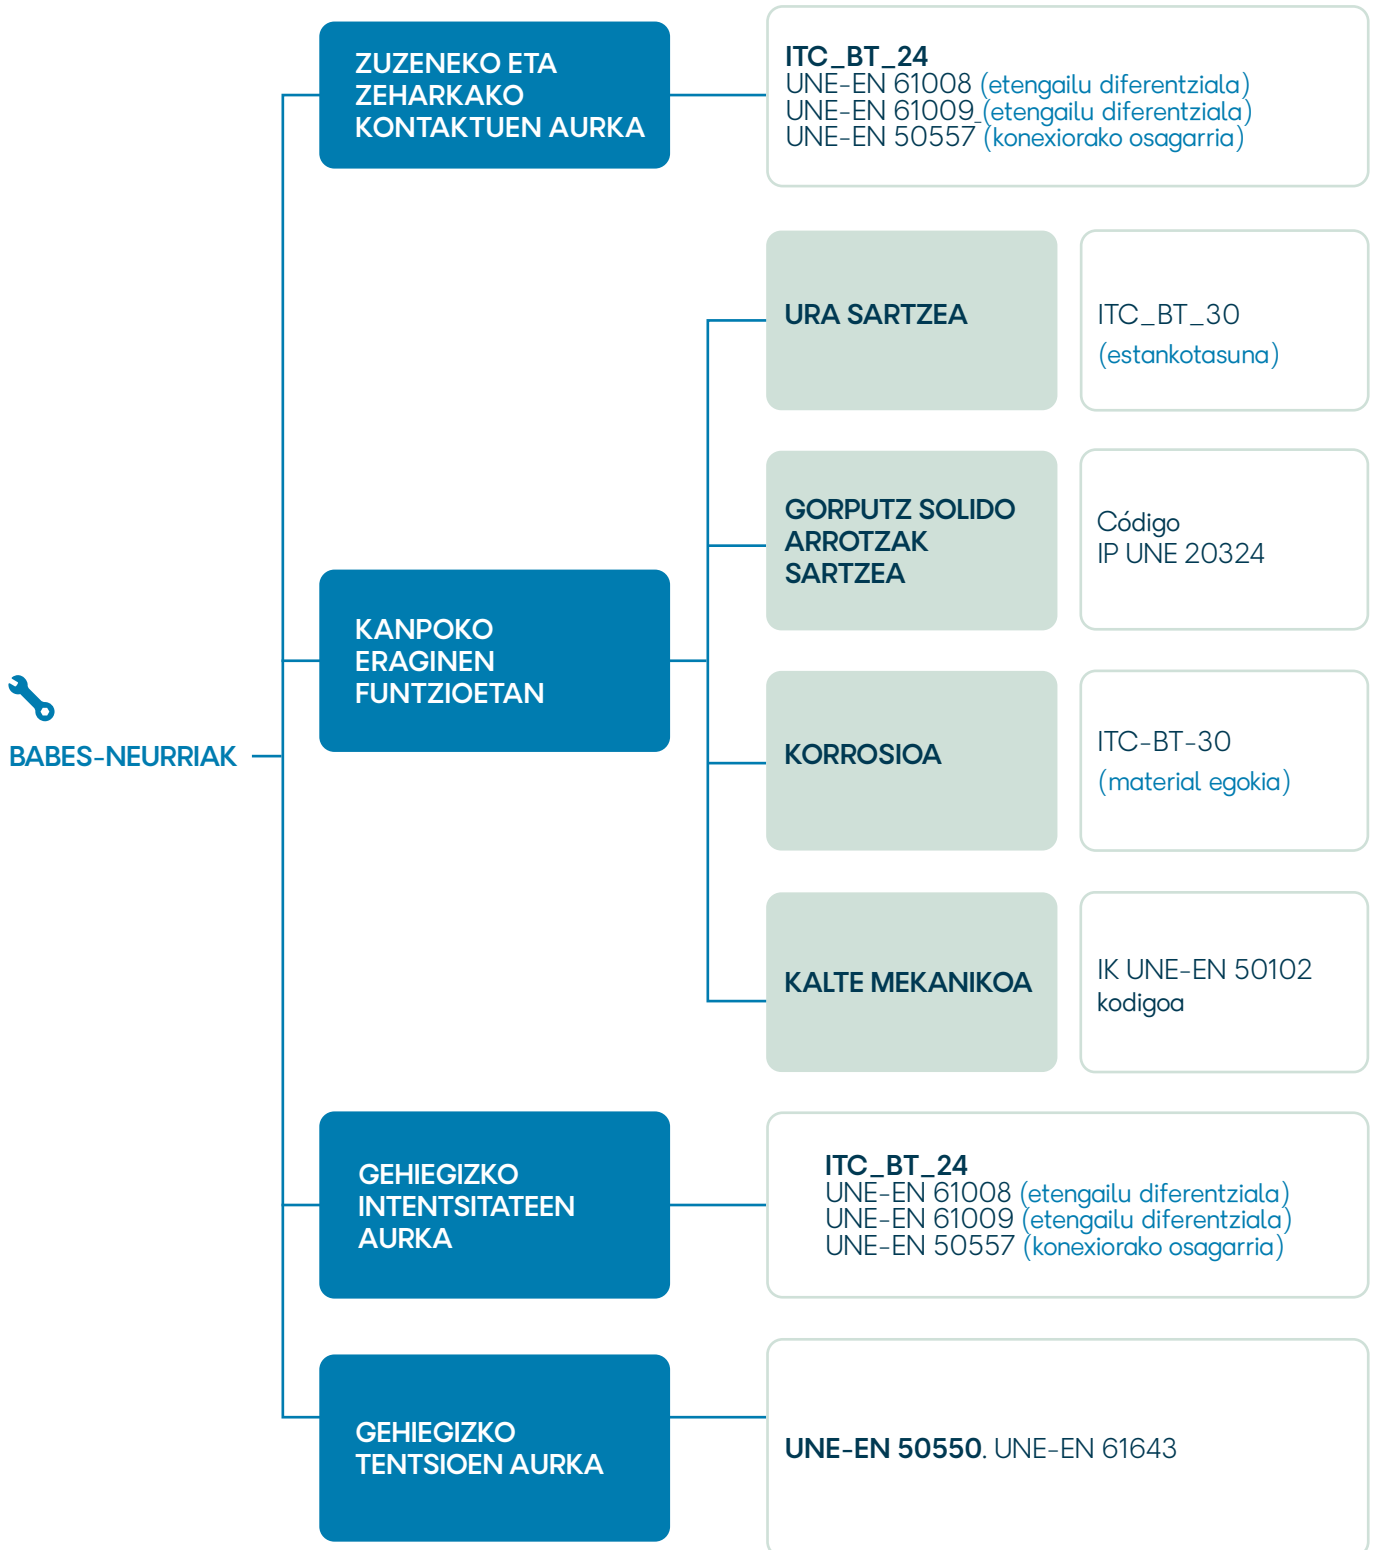 BABES-NEURRIAK
ZUZENEKO ETA
ZEHARKAKO
KONTAKTUEN AURKA
ITC_BT_24
UNE-EN 61008 (etengailu diferentziala)
UNE-EN 61009_(etengailu diferentziala)
UNE-EN 50557 (konexiorako osagarria)
KANPOKO
ERAGINEN
FUNTZIOETAN
URA SARTZEA
ITC_BT_30
(estankotasuna)
GORPUTZ SOLIDO
ARROTZAK
SARTZEA
Código
IP UNE 20324
KORROSIOA
ITC-BT-30
(material egokia)
KALTE MEKANIKOA
IK UNE-EN 50102
kodigoa
GEHIEGIZKO
INTENTSITATEEN
AURKA
ITC_BT_24
UNE-EN 61008 (etengailu diferentziala)
UNE-EN 61009 (etengailu diferentziala)
UNE-EN 50557 (konexiorako osagarria)
GEHIEGIZKO
TENTSIOEN AURKA
UNE-EN 50550. UNE-EN 61643